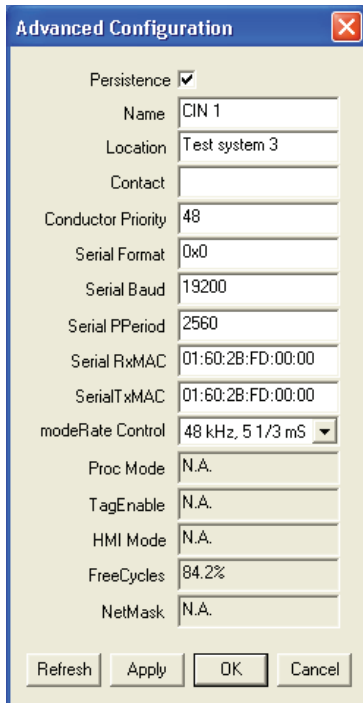 Advanced Configuration
Persistence
Name CIN 1
Location Test system 3
Contact
Conductor Priority 48
Serial Format 0x0
Serial Baud 19200
Serial PPeriod 2560
Serial RxMAC 01:60:2B:FD:00:00
SerialTxMAC 01:60:2B:FD:00:00
modeRate Control 48 kHz, 5 1/3 mS
Proc Mode N.A.
TagEnable N.A.
HMI Mode N.A.
FreeCycles 84.2%
NetMask N.A.
Refresh Apply OK Cancel